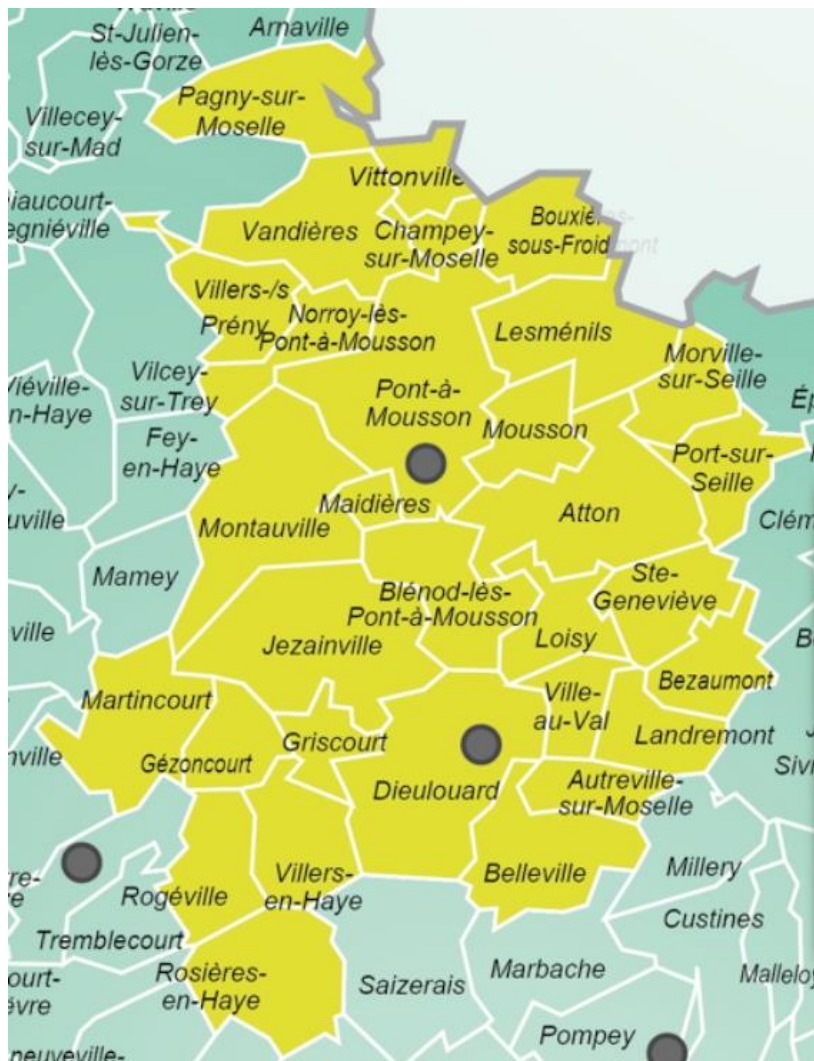 St-Julien-
lès-Gorze
Arnaville
Pagny-sur-
Moselle
Villecey-
sur-Mad
Vittonville
Vandières
Champey-
sur-Moselle
Bouxières-
sous-Froidmont
Villers-/s
Prény
Norroy-lès-
Pont-à-Mousson
Lesménils
Morville-
sur-Seille
Vilcey-
sur-Trey
Pont-à-
Mousson
Mousson
Fey-
en-Haye
Port-sur-
Seille
Maidières
Montauville
Atton
Mamey
Blénod-lès-
Pont-à-Mousson
Ste-
Geneviève
Loisy
Jezainville
Martincourt
Ville-
au-Val
Bezaumont
Griscourt
Gézoncourt
Landremont
Dieulouard
Autreville-
sur-Moselle
Villers-
en-Haye
Belleville
Millery
Rogéville
Custines
Tremblecourt
Rosières-
en-Haye
Saizerais
Marbache
Malleloy
Pompey